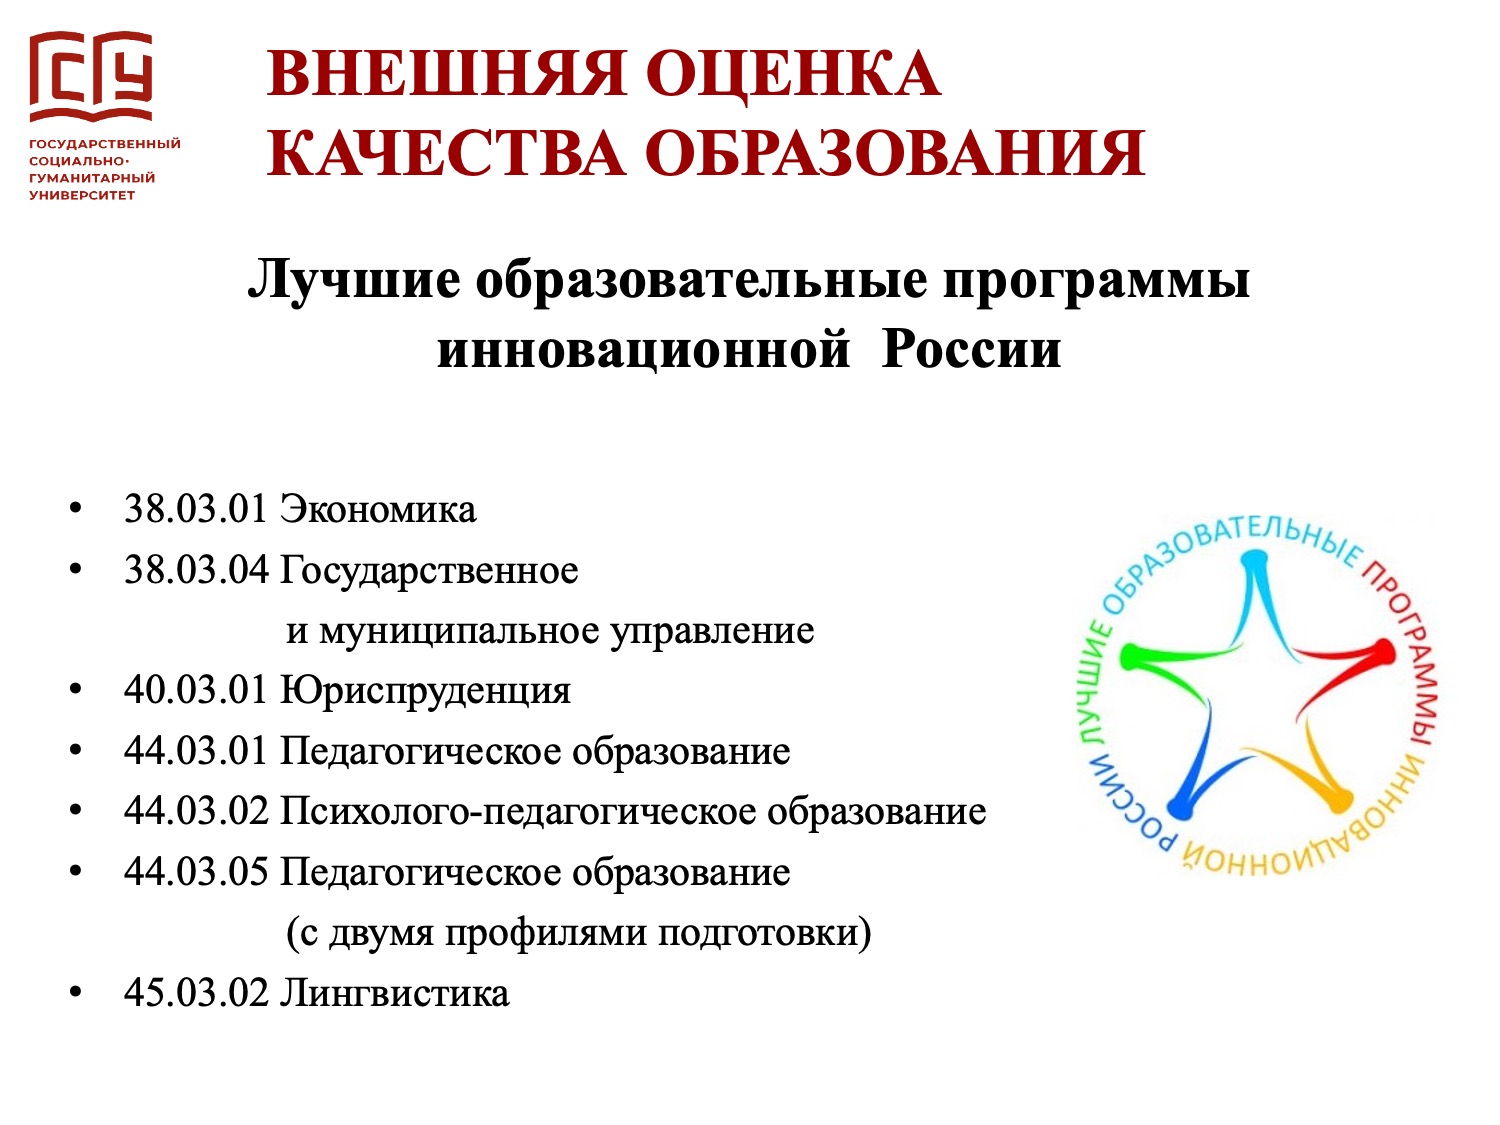 ГСГУ
ГОСУДАРСТВЕННЫЙ
СОЦИАЛЬНО-
ГУМАНИТАРНЫЙ
УНИВЕРСИТЕТ
ВНЕШНЯЯ ОЦЕНКА
КАЧЕСТВА ОБРАЗОВАНИЯ
Лучшие образовательные программы
инновационной России
• 38.03.01 Экономика
• 38.03.04 Государственное
и муниципальное управление
• 40.03.01 Юриспруденция
• 44.03.01 Педагогическое образование
• 44.03.02 Психолого-педагогическое образование
• 44.03.05 Педагогическое образование
(с двумя профилями подготовки)
• 45.03.02 Лингвистика
ЛУЧШИЕ ОБРАЗОВАТЕЛЬНЫЕ ПРОГРАММЫ ИННОВАЦИОННОЙ РОССИИ